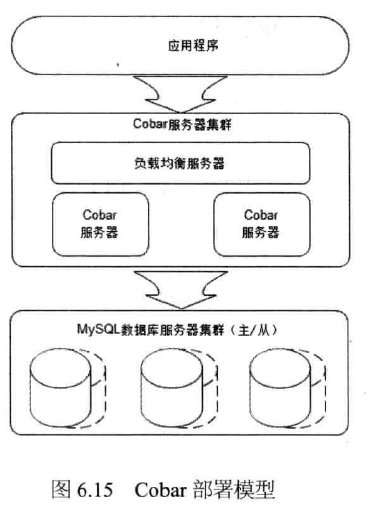 应用程序
Cobar服务器集群
负载均衡服务器
Cobar
服务器
Cobar
服务器
MySQL数据库服务器集群（主/从）
图 6.15 Cobar 部署模型